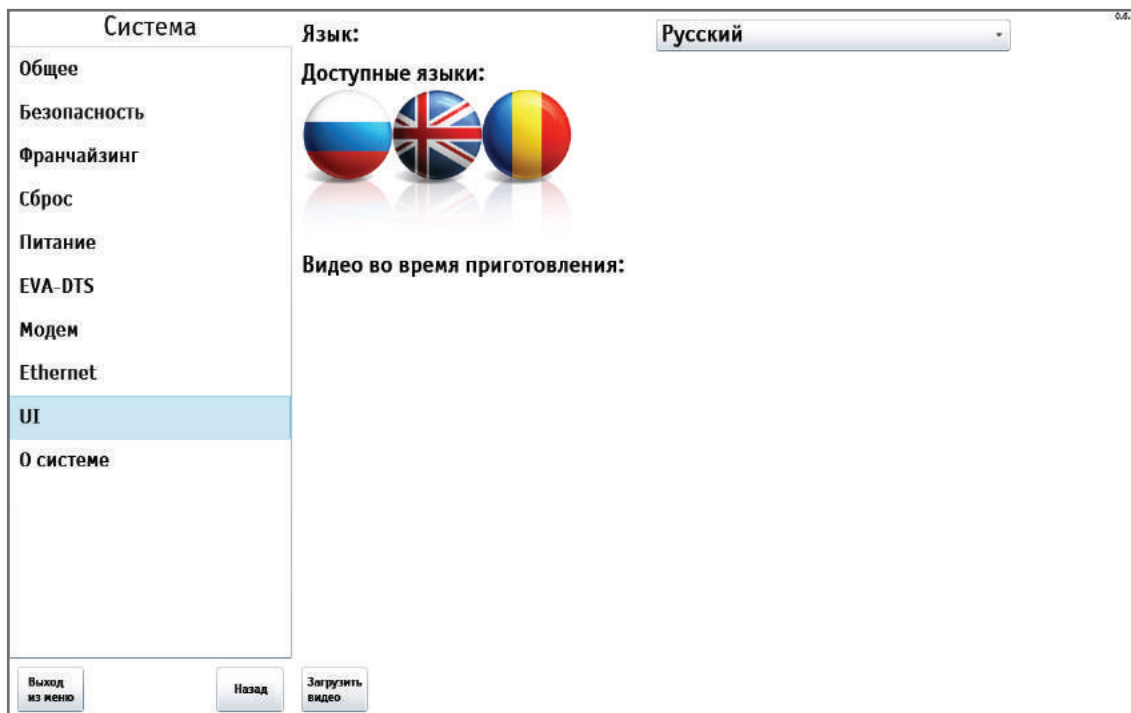 Система
Общее
Безопасность
Франчайзинг
Сброс
Питание
EVA-DTS
Модем
Ethernet
UI
О системе
Выход
из меню
Назад
Язык:
Русский
Доступные языки:
Видео во время приготовления:
Загрузить
видео